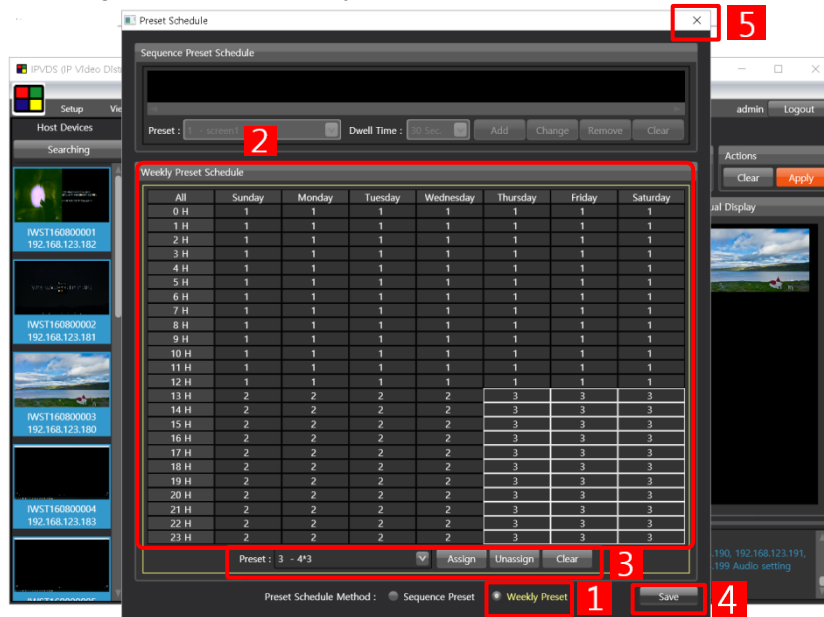 Preset Schedule
5
Sequence Preset Schedule
IPVDS (IP Video Dist
Setup Vie
admin Logout
Host Devices
Searching
Preset : 1 - screen1 Dwell Time : 30 Sec. Add Change Remove Clear
2
Actions
Clear Apply
Weekly Preset Schedule
ual Display
All Sunday Monday Tuesday Wednesday Thursday Friday Saturday
0 H 1 1 1 1 1 1 1
1 H 1 1 1 1 1 1 1
2 H 1 1 1 1 1 1 1
3 H 1 1 1 1 1 1 1
4 H 1 1 1 1 1 1 1
5 H 1 1 1 1 1 1 1
6 H 1 1 1 1 1 1 1
7 H 1 1 1 1 1 1 1
8 H 1 1 1 1 1 1 1
9 H 1 1 1 1 1 1 1
10 H 1 1 1 1 1 1 1
11 H 1 1 1 1 1 1 1
12 H 1 1 1 1 1 1 1
13 H 2 2 2 2 3 3 3
14 H 2 2 2 2 3 3 3
15 H 2 2 2 2 3 3 3
16 H 2 2 2 2 3 3 3
17 H 2 2 2 2 3 3 3
18 H 2 2 2 2 3 3 3
19 H 2 2 2 2 3 3 3
20 H 2 2 2 2 3 3 3
21 H 2 2 2 2 3 3 3
22 H 2 2 2 2 3 3 3
23 H 2 2 2 2 3 3 3
IWST160800001
192.168.123.182
IWST160800002
192.168.123.181
IWST160800003
192.168.123.180
IWST160800004
192.168.123.183
Preset : 3 - 4*3 Assign Unassign Clear
3
.190, 192.168.123.191,
.199 Audio setting
Preset Schedule Method : Sequence Preset Weekly Preset
1
Save
4